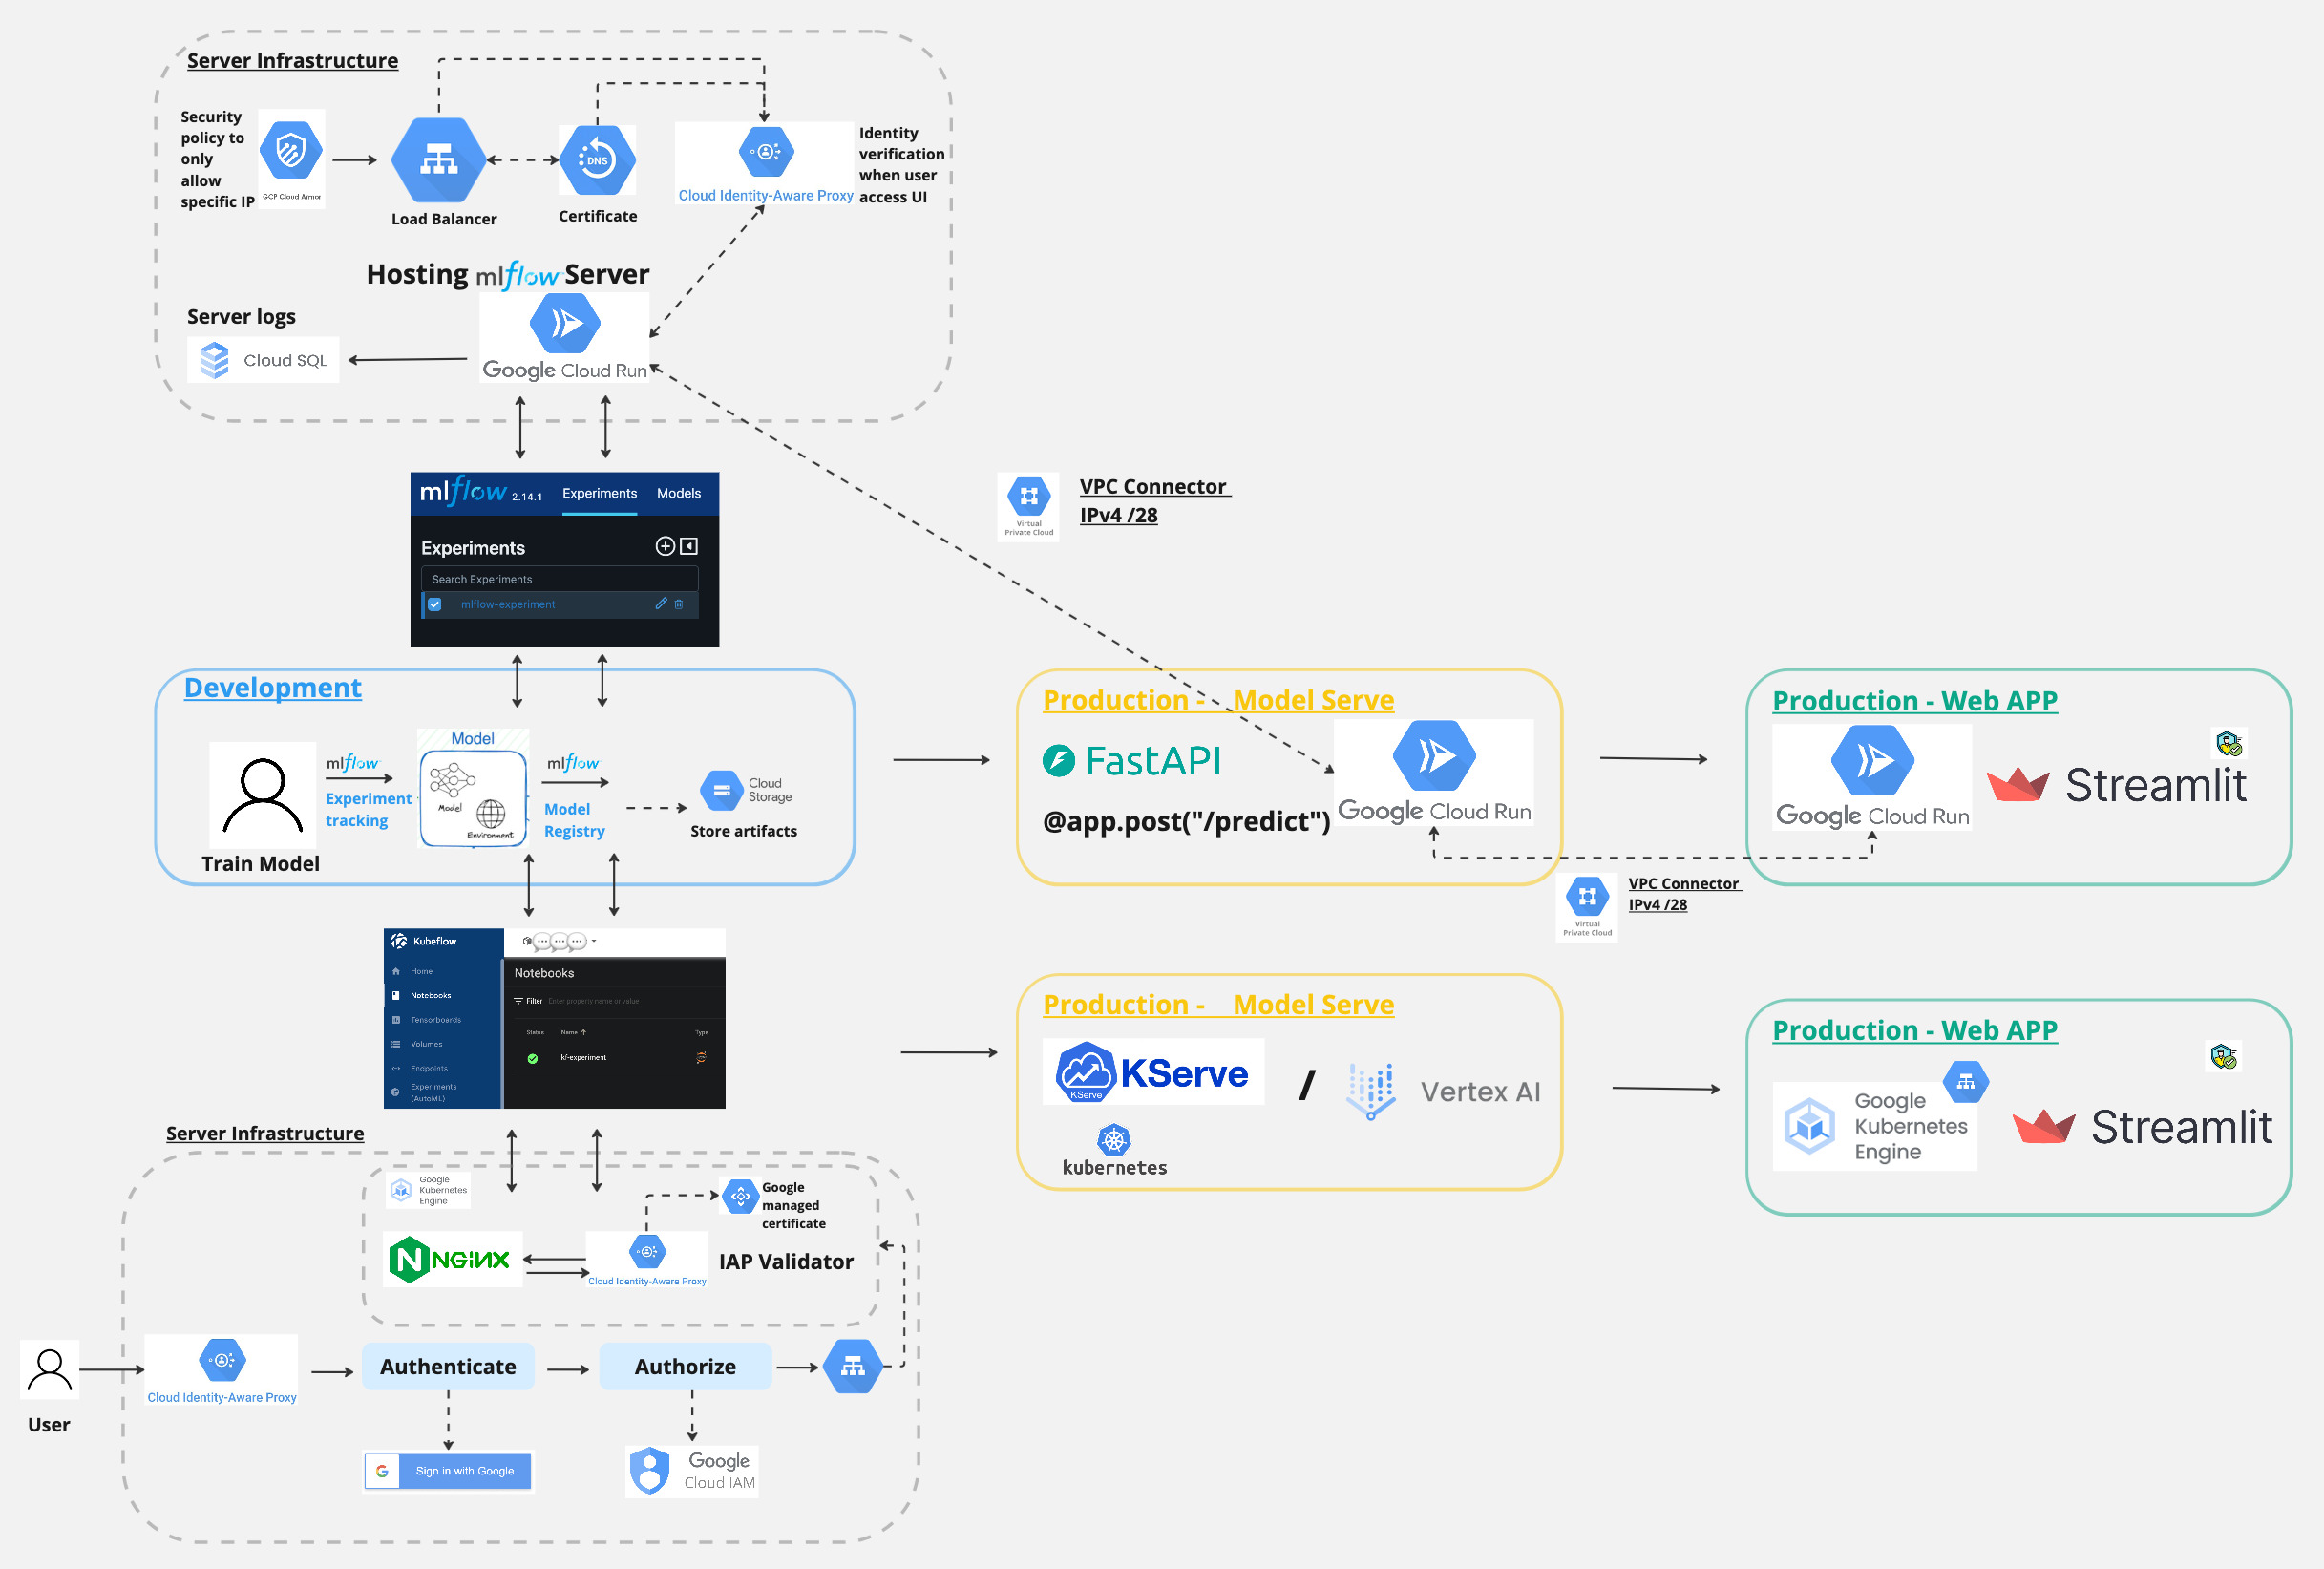 Server Infrastructure
Security
policy to
only
allow
specific IP
GCP Cloud Armor
Load Balancer
DNS
Certificate
Cloud Identity-Aware Proxy
Identity
verification
when user
access UI
Hosting mlflow Server
Server logs
Cloud SQL
Google Cloud Run
mlflow 2.14.1 Experiments Models
Experiments
Search Experiments
mlflow-experiment
Virtual
Private Cloud
VPC Connector
IPv4 /28
Development
Train Model
mlflow
Experiment
tracking
Model
Model
Environment
mlflow
Model
Registry
Cloud
Storage
Store artifacts
Production - Model Serve
FastAPI
@app.post("/predict")
Google Cloud Run
Production - Web APP
Google Cloud Run
Streamlit
Virtual
Private Cloud
VPC Connector
IPv4 /28
Kubeflow
Home
Notebooks
Tensorboards
Volumes
Endpoints
Experiments
(AutoML)
Notebooks
Filter Enter property name or value
Status Name Type
kf-experiment
Production - Model Serve
KServe
KServe
/
Vertex AI
kubernetes
Production - Web APP
Google
Kubernetes
Engine
Streamlit
Server Infrastructure
Google
Kubernetes
Engine
Google
managed
certificate
NGINX
Cloud Identity-Aware Proxy
IAP Validator
User
Cloud Identity-Aware Proxy
Authenticate
Authorize
G Sign in with Google
Google
Cloud IAM